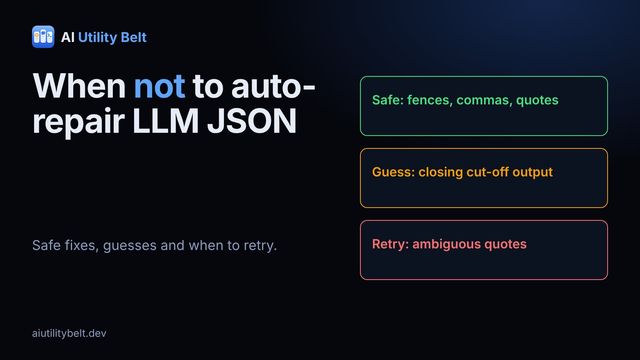 AI Utility Belt
When not to auto-
repair LLM JSON
Safe fixes, guesses and when to retry.
aiutilitybelt.dev
Safe: fences, commas, quotes
Guess: closing cut-off output
Retry: ambiguous quotes